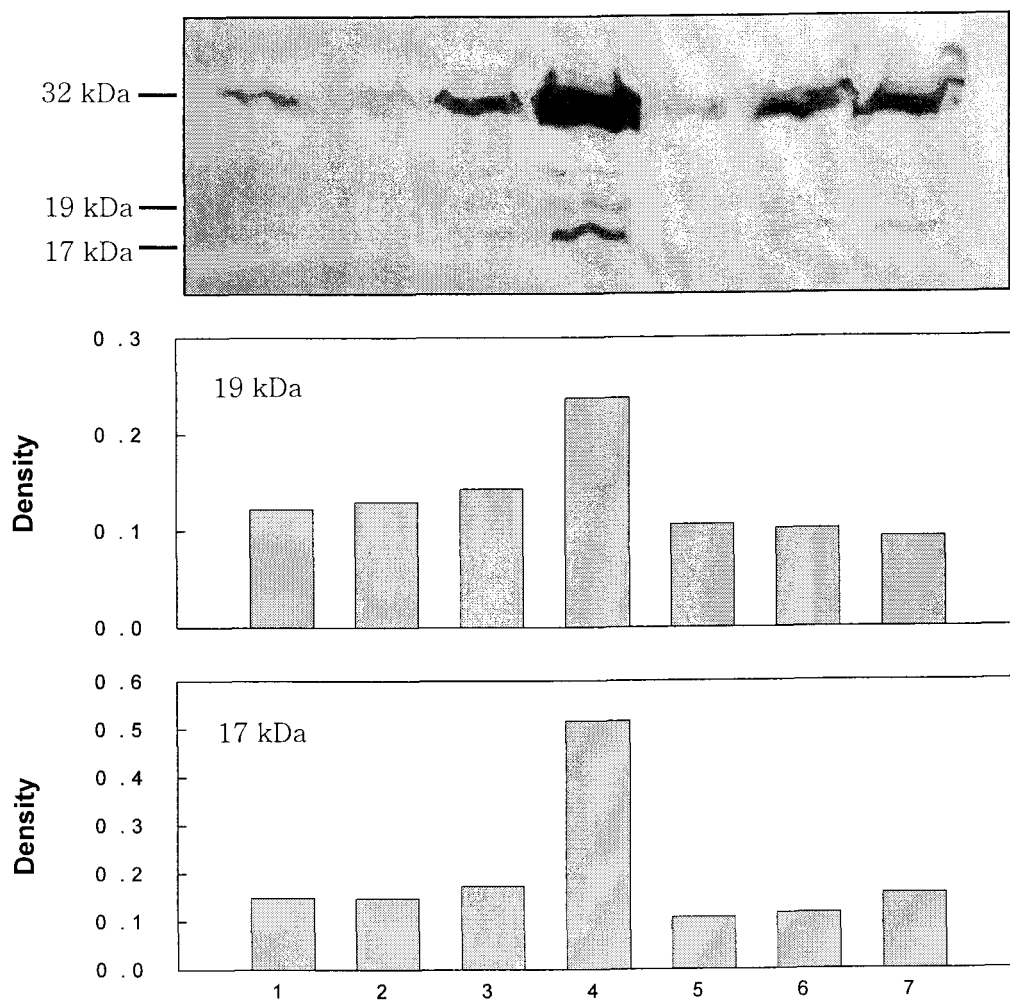 32 kDa
19 kDa
17 kDa
0 . 3
19 kDa
0 . 2
0 . 1
0 . 0
Density
0 . 6
17 kDa
0 . 5
0 . 4
0 . 3
0 . 2
0 . 1
0 . 0
Density
1 2 3 4 5 6 7